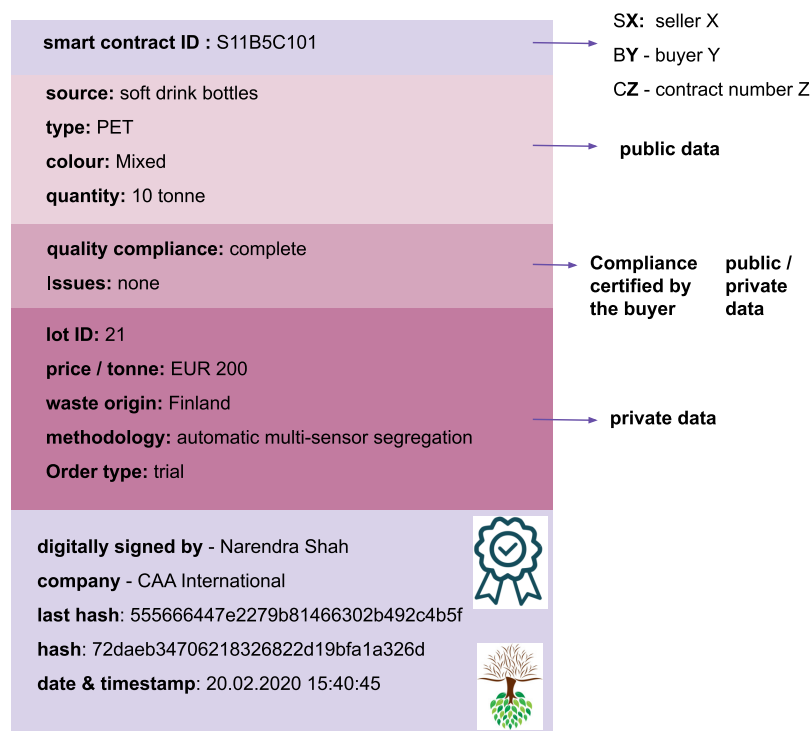 smart contract ID : S11B5C101
SX: seller X
BY - buyer Y
CZ - contract number Z
source: soft drink bottles
type: PET
colour: Mixed
quantity: 10 tonne
public data
quality compliance: complete
Issues: none
Compliance
certified by
the buyer
public /
private
data
lot ID: 21
price / tonne: EUR 200
waste origin: Finland
methodology: automatic multi-sensor segregation
Order type: trial
private data
digitally signed by - Narendra Shah
company - CAA International
last hash: 555666447e2279b81466302b492c4b5f
hash: 72daeb34706218326822d19bfa1a326d
date & timestamp: 20.02.2020 15:40:45